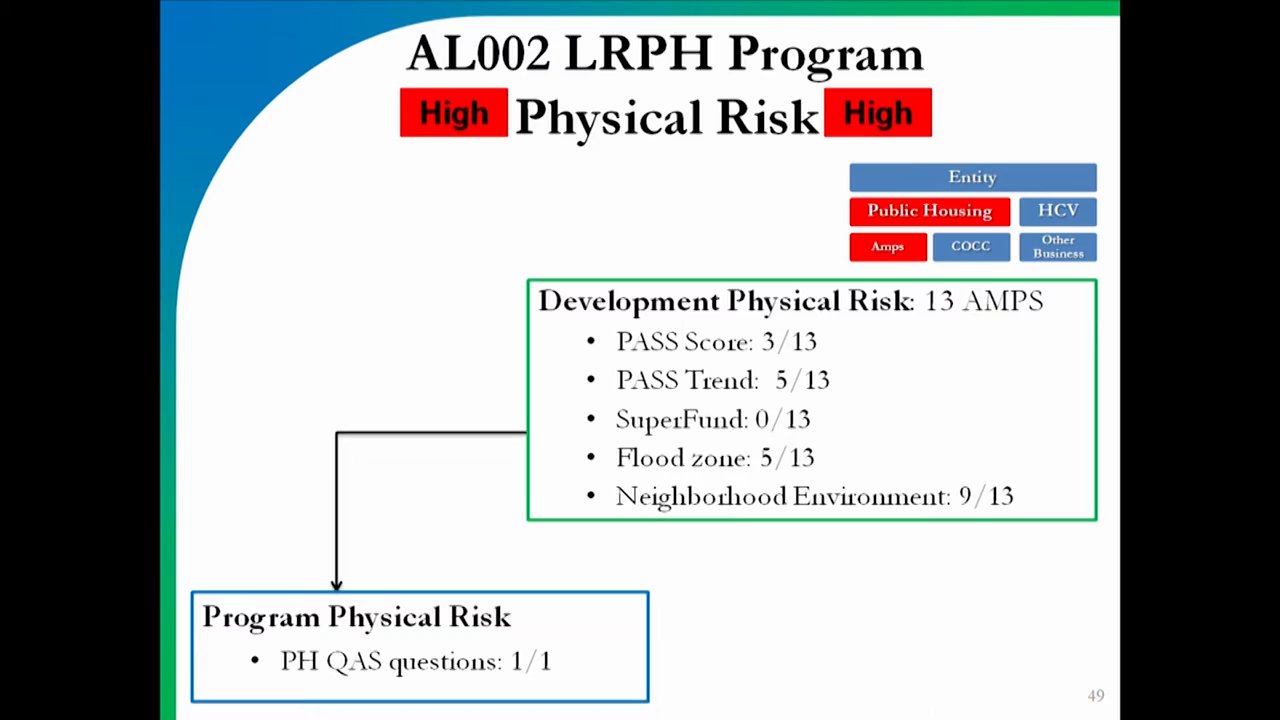 AL002 LRPH Program
High Physical Risk High
Entity
Public Housing HCV
Amps COCC Other
Business
Development Physical Risk: 13 AMPS
• PASS Score: 3/13
• PASS Trend: 5/13
• SuperFund: 0/13
• Flood zone: 5/13
• Neighborhood Environment: 9/13
Program Physical Risk
• PH QAS questions: 1/1
49